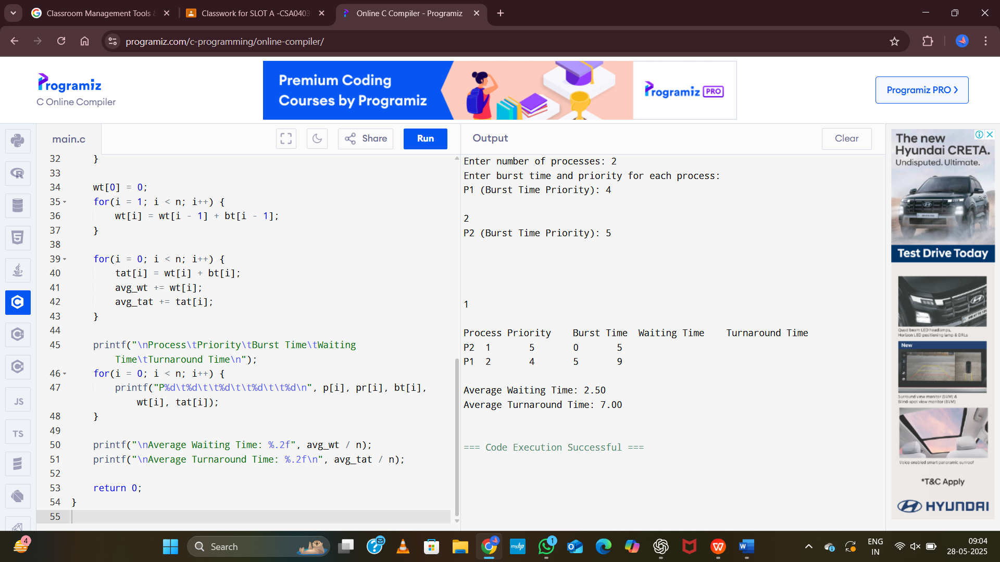 Classroom Management Tools &
Classwork for SLOT A -CSA0403
Online C Compiler - Programiz
programiz.com/c-programming/online-compiler/
Programiz
C Online Compiler
Premium Coding
Courses by Programiz
Programiz PRO
Programiz PRO
main.c
Share
Run
Output
Clear
32 }
33
34 wt[0] = 0;
35 for(i = 1; i < n; i++) {
36 wt[i] = wt[i - 1] + bt[i - 1];
37 }
38
39 for(i = 0; i < n; i++) {
40 tat[i] = wt[i] + bt[i];
41 avg_wt += wt[i];
42 avg_tat += tat[i];
43 }
44
45 printf("\nProcess\tPriority\tBurst Time\tWaiting
Time\tTurnaround Time\n");
46 for(i = 0; i < n; i++) {
47 printf("P%d\t%d\t\t%d\t\t%d\t\t%d\n", p[i], pr[i], bt[i],
wt[i], tat[i]);
48 }
49
50 printf("\nAverage Waiting Time: %.2f", avg_wt / n);
51 printf("\nAverage Turnaround Time: %.2f\n", avg_tat / n);
52
53 return 0;
54 }
55
Enter number of processes: 2
Enter burst time and priority for each process:
P1 (Burst Time Priority): 4
2
P2 (Burst Time Priority): 5
1
Process Priority Burst Time Waiting Time Turnaround Time
P2 1 5 0 5
P1 2 4 5 9
Average Waiting Time: 2.50
Average Turnaround Time: 7.00
=== Code Execution Successful ===
JS
TS
The new
Hyundai CRETA.
Undisputed. Ultimate.
Test Drive Today
Quad beam LED headlamps,
Horizon LED positioning lamp & DRLs
New
Surround view monitor (SVM) &
Blind-spot view monitor (BVM)
Voice enabled smart panoramic sunroof
*T&C Apply
HYUNDAI
4
Search
myhp
1
ENG
IN
09:04
28-05-2025